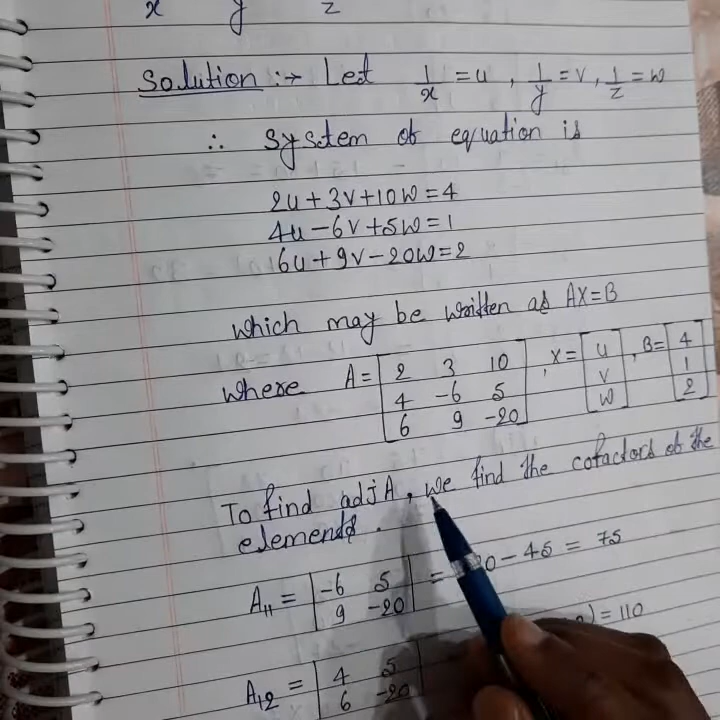 x y z
Solution :→ Let 1/x = u , 1/y = v , 1/z = w
∴ System of equation is
2u + 3v + 10w = 4
4u - 6v + 5w = 1
6u + 9v - 20w = 2
which may be written as AX = B
where A = [2 3 10; 4 -6 5; 6 9 -20] , X = [u; v; w] , B = [4; 1; 2]
To find adj A , we find the cofactors of the
elements .
A11 = |-6 5; 9 -20| = 20 - 45 = 75
A12 = |4 5; 6 -20| ) = 110